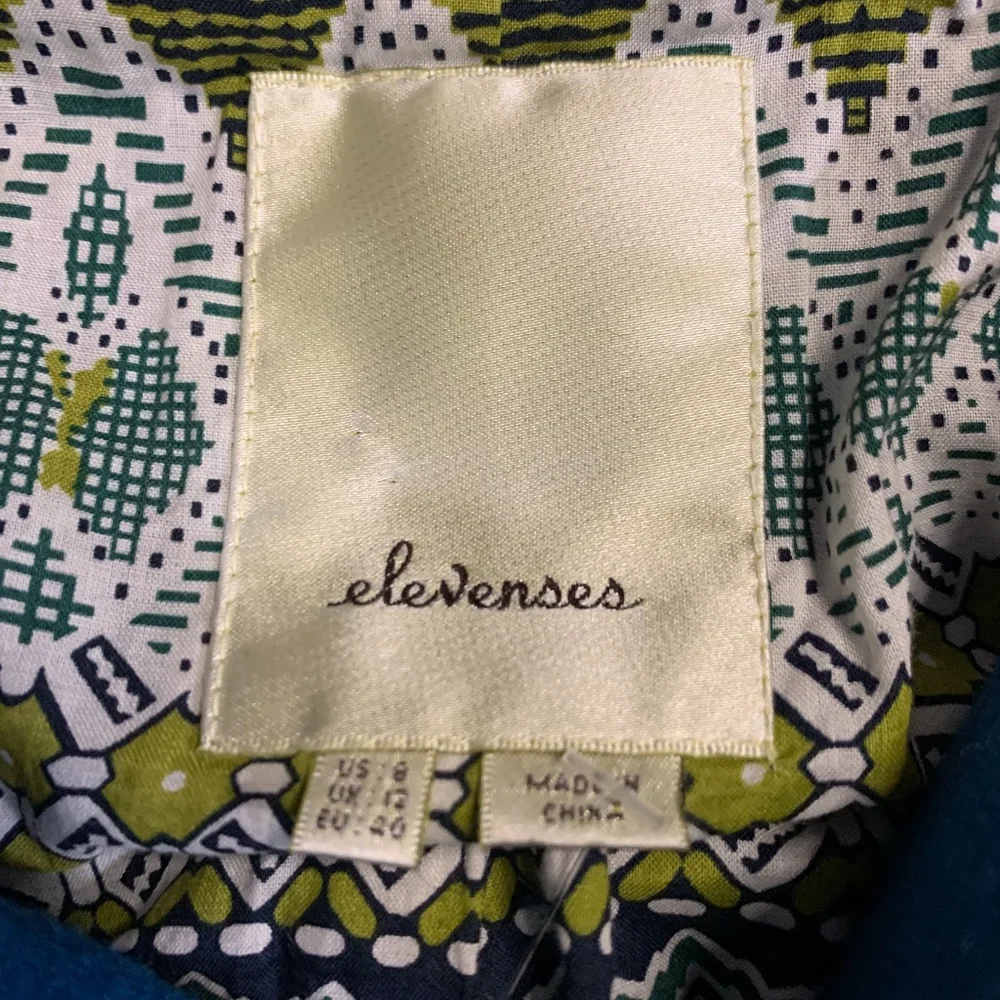 elevenses
US : 8
UK : 12
EU : 40
MADE IN
CHINA